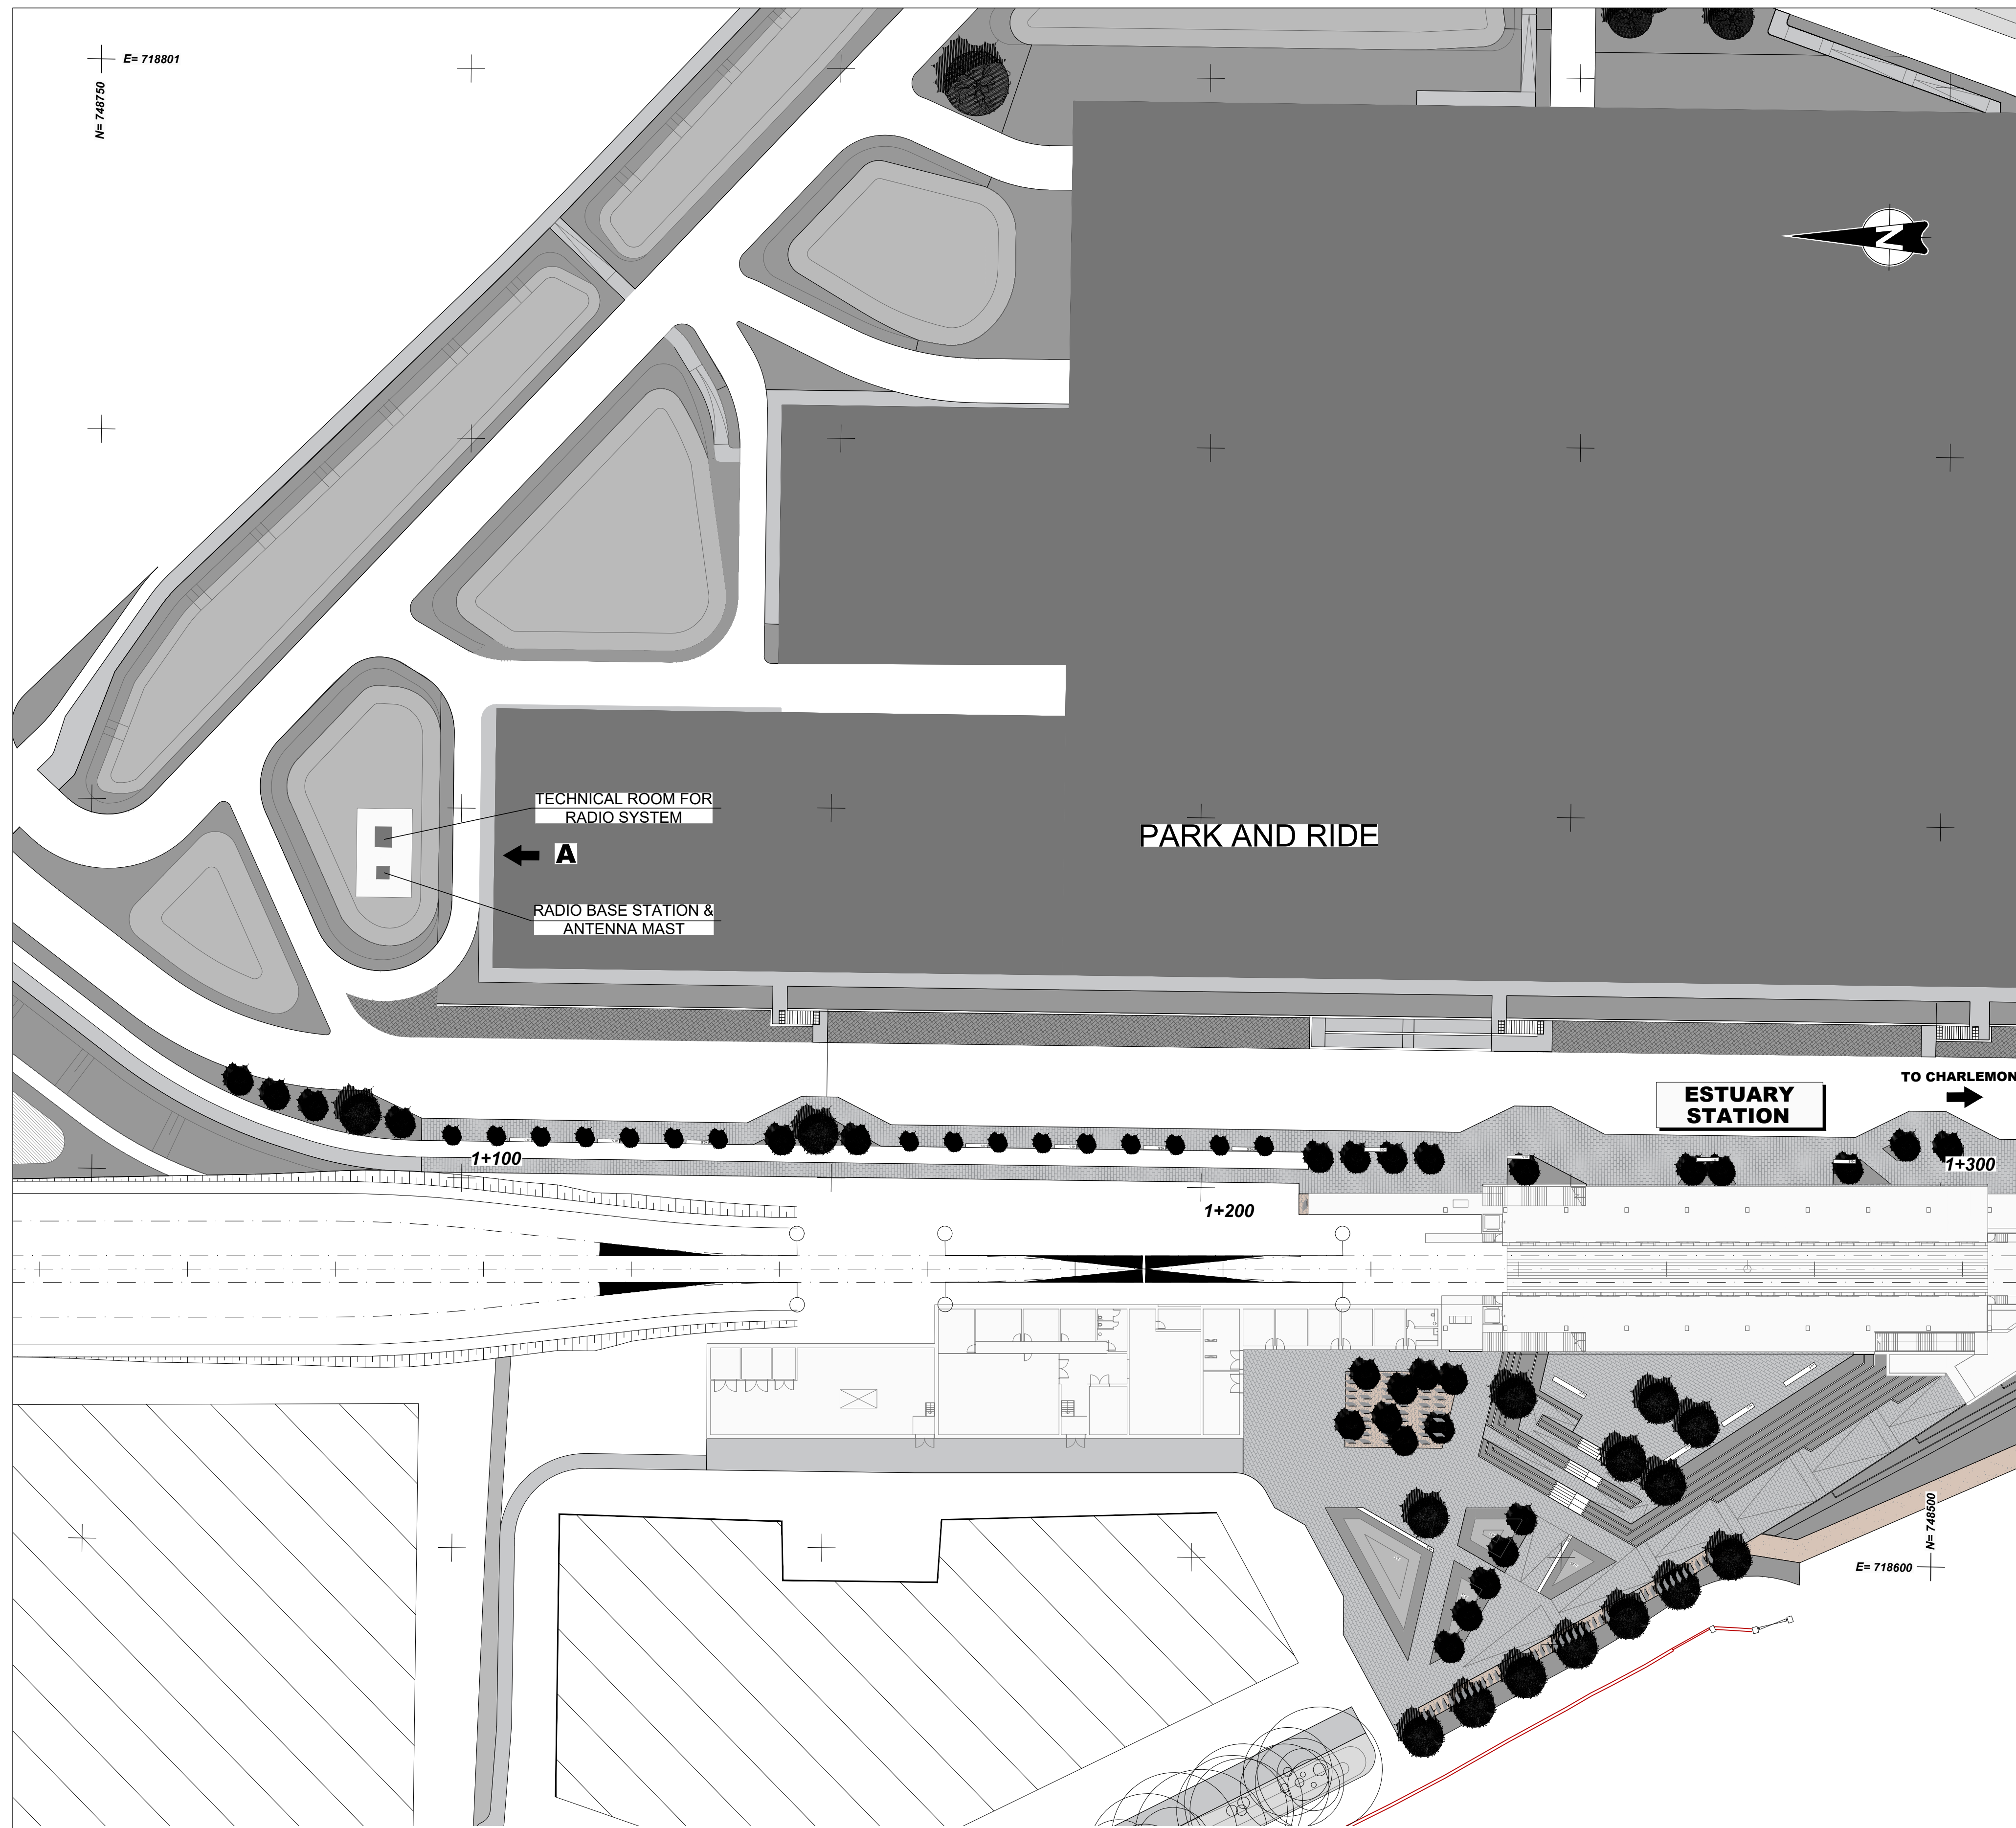 E= 718801
N= 748750
N
TECHNICAL ROOM FOR
RADIO SYSTEM
A
RADIO BASE STATION &
ANTENNA MAST
PARK AND RIDE
TO CHARLEMON
ESTUARY
STATION
1+100
1+200
1+300
N= 748500
E= 718600